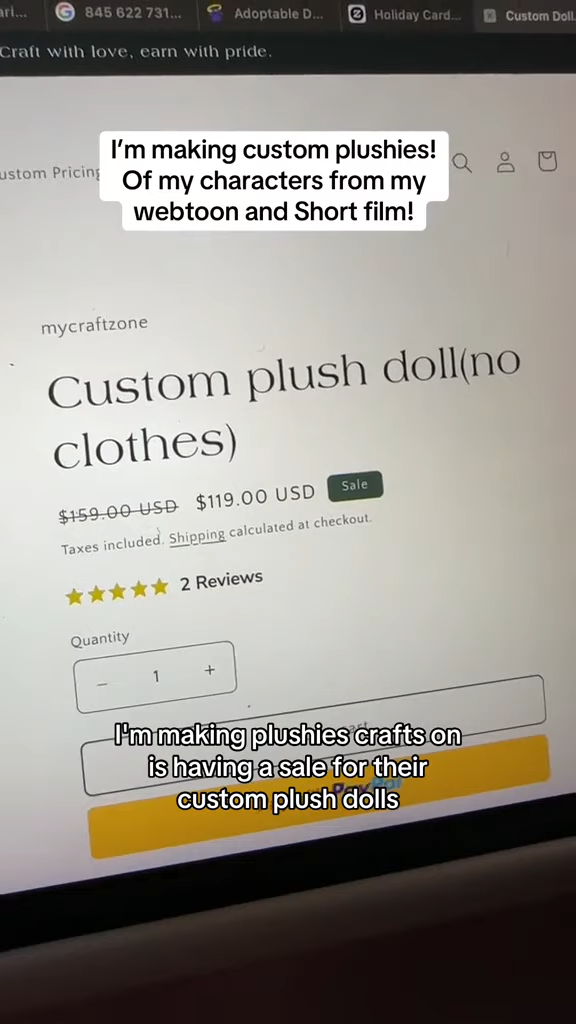 ari...
845 622 731...
Adoptable D...
Holiday Card...
Custom Doll
Craft with love, earn with pride.
I'm making custom plushies!
Of my characters from my
webtoon and Short film!
ustom Pricing
mycraftzone
Custom plush doll(no
clothes)
$159.00 USD $119.00 USD Sale
Taxes included. Shipping calculated at checkout.
2 Reviews
Quantity
− 1 +
I'm making plushies crafts on
is having a sale for their
custom plush dolls
PayPal